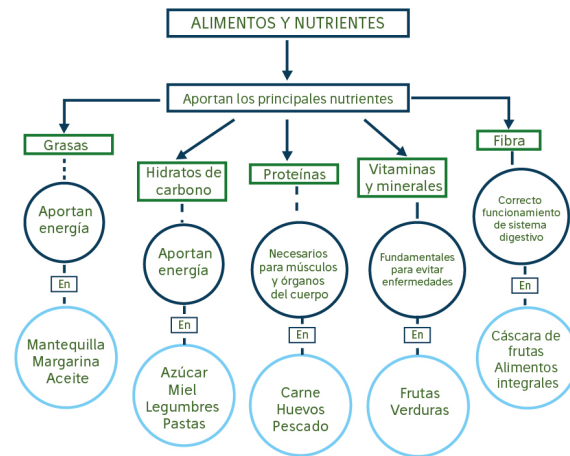 ALIMENTOS Y NUTRIENTES
Aportan los principales nutrientes
Grasas
Hidratos de
carbono
Proteínas
Vitaminas
y minerales
Fibra
Aportan
energía
Aportan
energía
Necesarios
para músculos
y órganos
del cuerpo
Fundamentales
para evitar
enfermedades
Correcto
funcionamiento
de sistema
digestivo
En
En
En
En
En
Mantequilla
Margarina
Aceite
Azúcar
Miel
Legumbres
Pastas
Carne
Huevos
Pescado
Frutas
Verduras
Cáscara de
frutas
Alimentos
integrales